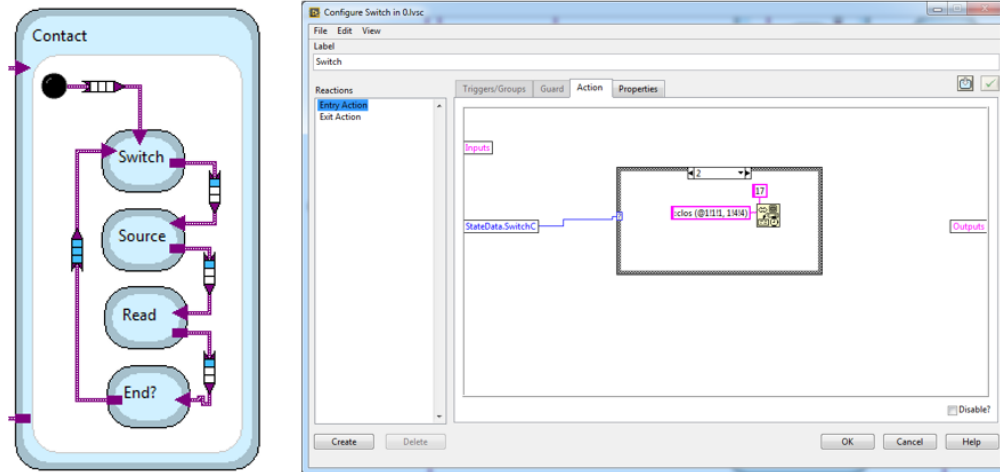 Contact
Switch
Source
Read
End?
Configure Switch in 0.lvsc
File Edit View
Label
Switch
Reactions
Entry Action
Exit Action
Triggers/Groups Guard Action Properties
Inputs
2
17
:clos (@1!1!1, 1!4!4)
StateData.SwitchC
Outputs
Disable?
Create Delete OK Cancel Help